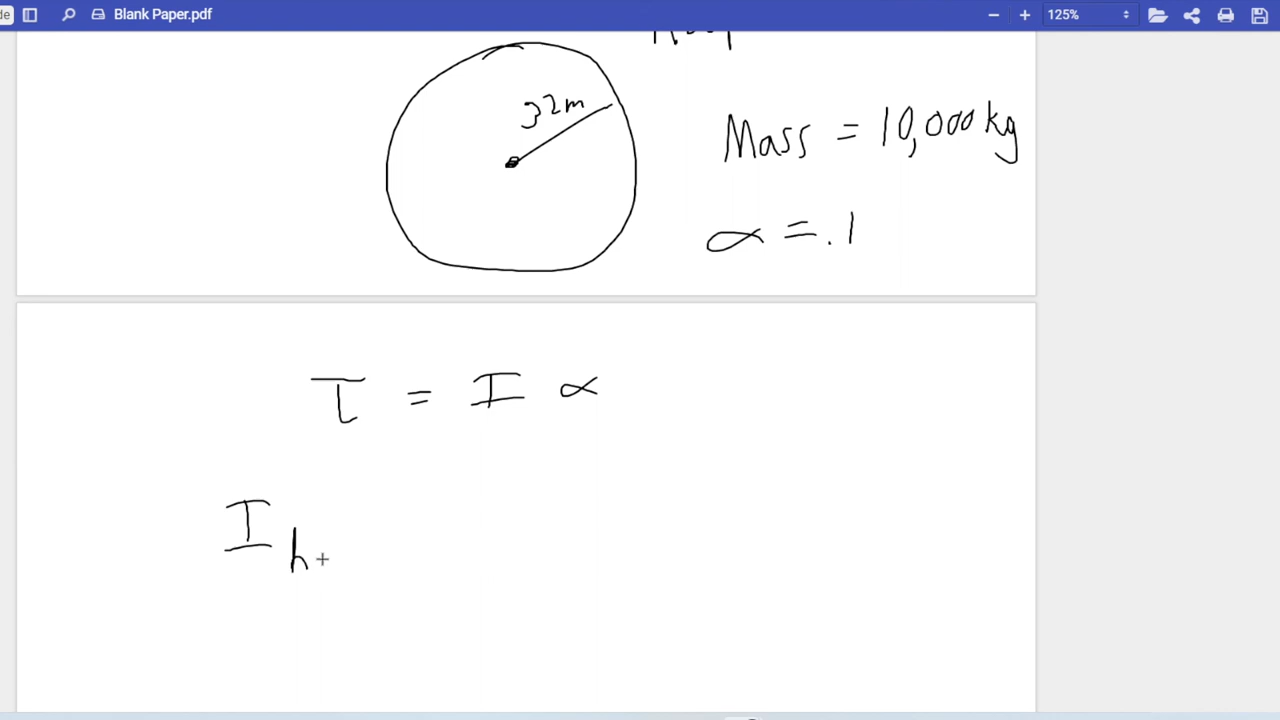 Blank Paper.pdf
125%
32m
Mass = 10,000 kg
α = .1
τ = I α
I h